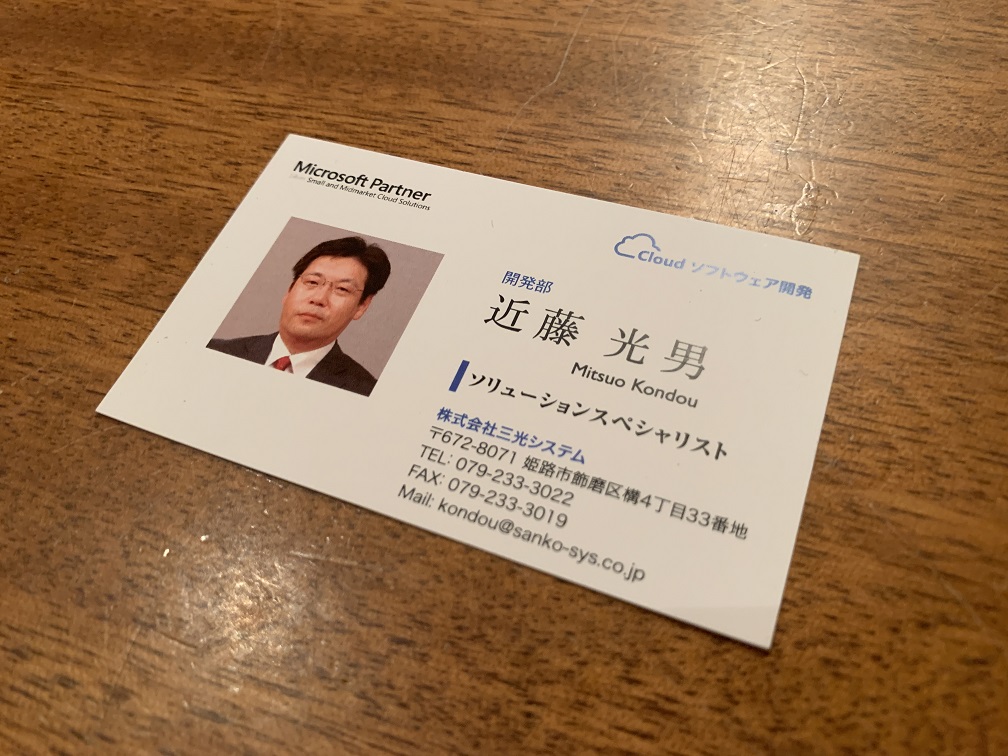 Microsoft Partner
Small and Midmarket Cloud Solutions
Cloud ソフトウェア開発
開発部
近藤 光男
Mitsuo Kondou
ソリューションスペシャリスト
株式会社三光システム
〒672-8071 姫路市飾磨区構4丁目33番地
TEL: 079-233-3022
FAX: 079-233-3019
Mail: kondou@sanko-sys.co.jp